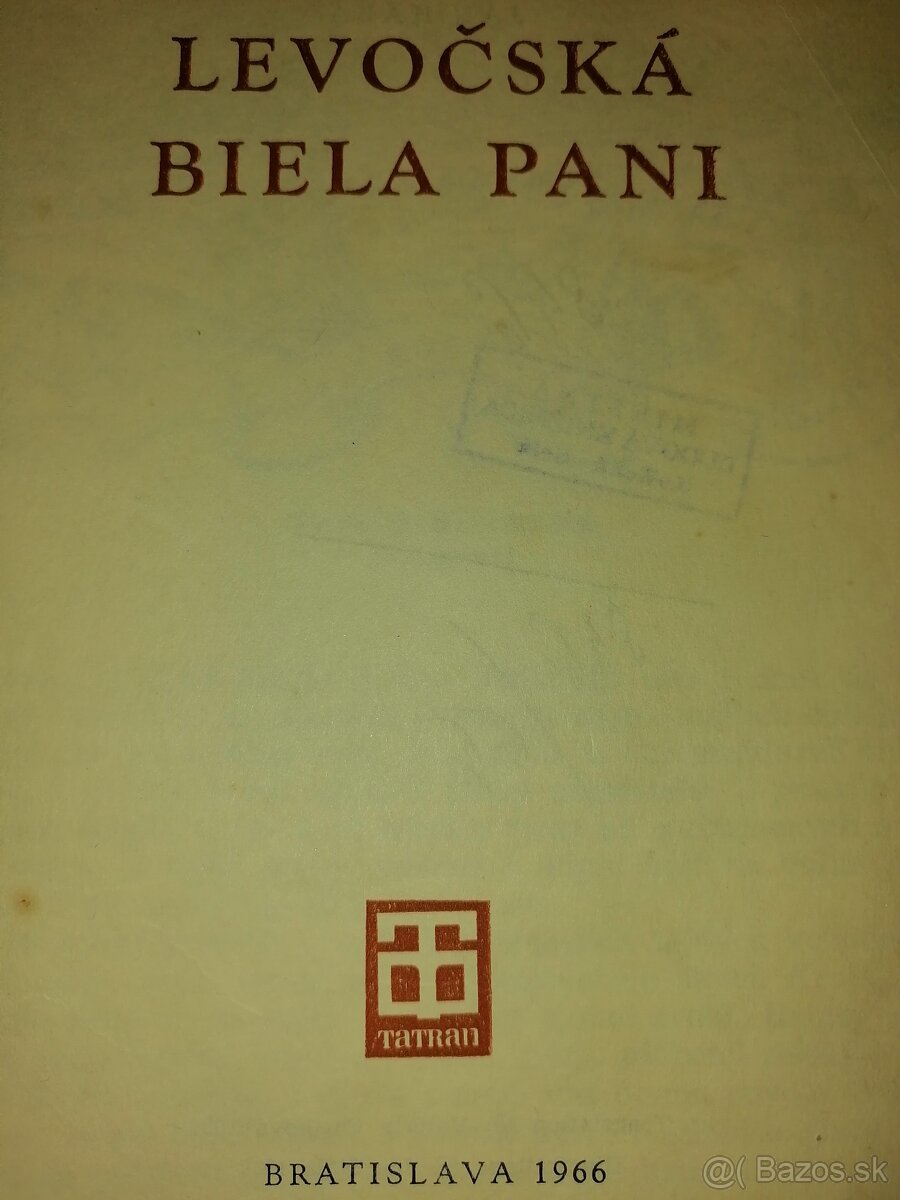 LEVOČSKÁ
BIELA PANI
TATRAN
BRATISLAVA 1966
@( Bazos.sk